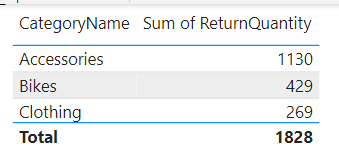 CategoryName Sum of ReturnQuantity
Accessories 1130
Bikes 429
Clothing 269
Total 1828